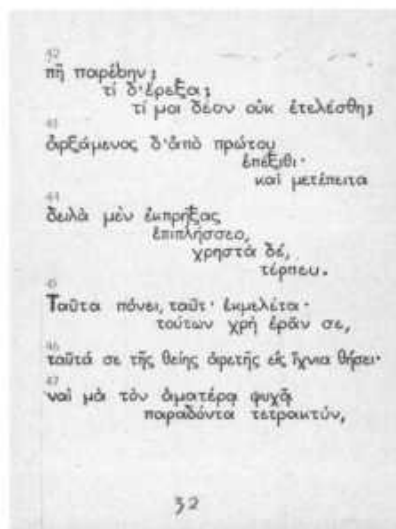 42
πῆ παρέβην;
τί δ'ἔρεξα;
τί μοι δέον οὐκ ἐτελέσθη;
43
ἀρξάμενος δ'ἀπὸ πρώτου
ἐπέξιθι·
καὶ μετέπειτα
44
δειλὰ μὲν ἐκπρήξας
ἐπιπλήσσεο,
χρηστὰ δέ,
τέρπευ.
45
Ταῦτα πόνει, ταῦτ' ἐκμελέτα·
τούτων χρὴ ἐρᾶν σε,
46
ταῦτά σε τῆς θείης ἀρετῆς εἰς ἴχνια θήσει·
47
ναὶ μὰ τὸν ἁματέρᾳ ψυχᾷ
παραδόντα τετρακτύν,
32